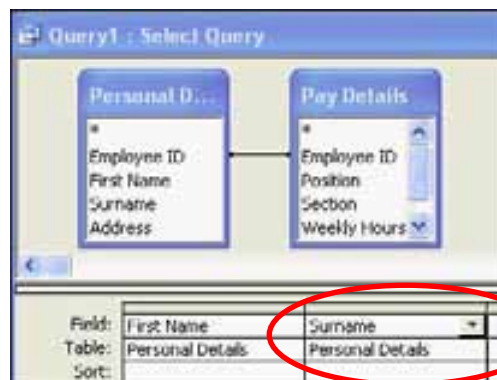 Query1 : Select Query
Personal D...
*
Employee ID
First Name
Surname
Address
Pay Details
*
Employee ID
Position
Section
Weekly Hours
Field: First Name Surname
Table: Personal Details Personal Details
Sort: